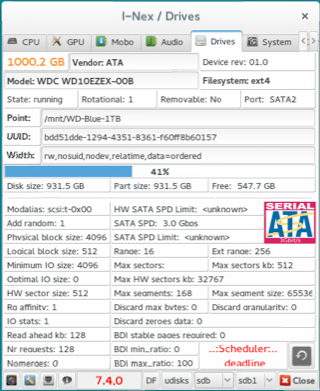 I-Nex / Drives
CPU GPU Mobo Audio Drives System
1000,2 GB Vendor: ATA Device rev: 01.0
Model: WDC WD10EZEX-00B Filesystem: ext4
State: running Rotational: 1 Removable: No Port: SATA2
Point: /mnt/WD-Blue-1TB
UUID: bdd51dde-1294-4351-8361-f60ff8b60157
Width: rw,nosuid,nodev,relatime,data=ordered
41%
Disk size: 931.5 GB Part size: 931.5 GB Free: 547.7 GB
Modalias: scsi:t-0x00 HW SATA SPD Limit: <unknown>
Add random: 1 SATA SPD: 3.0 Gbps
Physical block size: 4096 SATA SPD Limit: <unknown>
SERIAL
ATA
3Gbps
Logical block size: 512 Range: 16 Ext range: 256
Minimum IO size: 4096 Max sectors: Max sectors kb: 512
Optimal IO size: 0 Max HW sectors kb: 32767
HW sector size: 512 Max segments: 168 Max segment size: 65536
Rq affinity: 1 Discard max bytes: 0 Discard granularity: 0
IO stats: 1 Discard zeroes data: 0
Read ahead kb: 128 BDI stable pages required: 0
Nr requests: 128 BDI min_ratio: 0 ..:Scheduler:..
Nomerges: 0 BDI max_ratio: 100 deadline
7.4.0 DF udisks sdb sdb1 Close